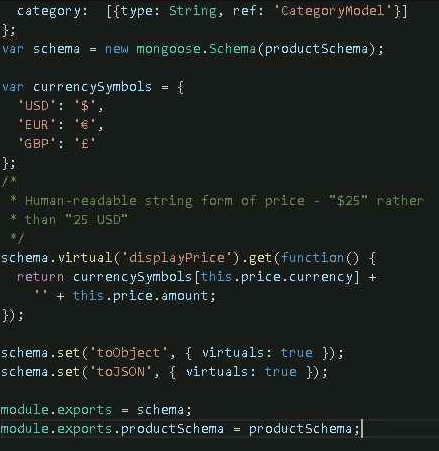 category:  [{type: String, ref: 'CategoryModel'}]
};
var schema = new mongoose.Schema(productSchema);
var currencySymbols = {
'USD': '$',
'EUR': '€',
'GBP': '£'
};
/*
* Human-readable string form of price - "$25" rather
* than "25 USD"
*/
schema.virtual('displayPrice').get(function() {
return currencySymbols[this.price.currency] +
'' + this.price.amount;
});
schema.set('toObject', { virtuals: true });
schema.set('toJSON', { virtuals: true });
module.exports = schema;
module.exports.productSchema = productSchema;